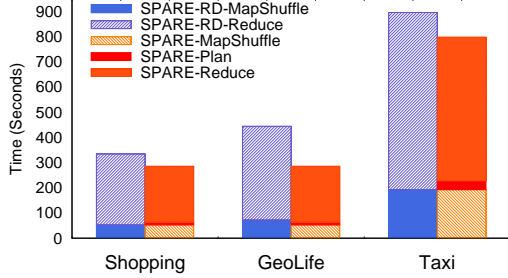 SPARE-RD-MapShuffle
SPARE-RD-Reduce
SPARE-MapShuffle
SPARE-Plan
SPARE-Reduce
Time (Seconds)
900
800
700
600
500
400
300
200
100
0
Shopping GeoLife Taxi